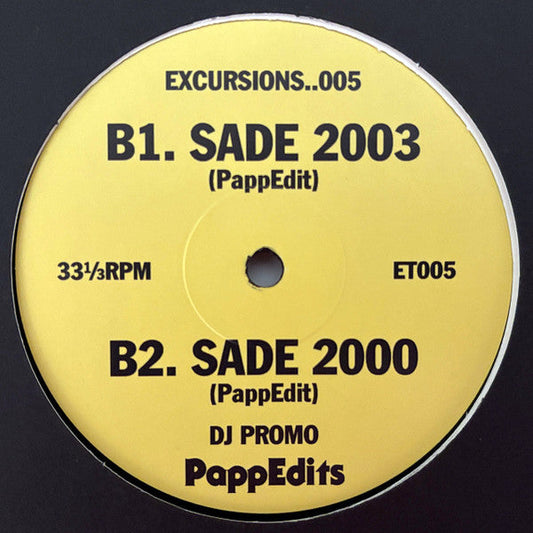 EXCURSIONS..005
B1. SADE 2003
(PappEdit)
33⅓RPM
ET005
B2. SADE 2000
(PappEdit)
DJ PROMO
PappEdits